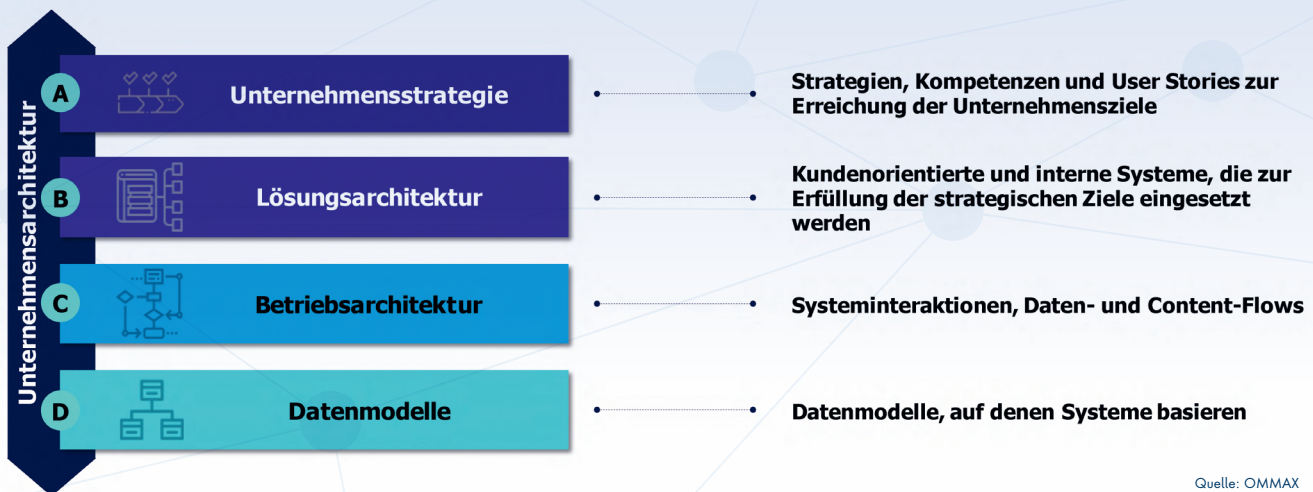 Unternehmensarchitektur
A
Unternehmensstrategie
Strategien, Kompetenzen und User Stories zur
Erreichung der Unternehmensziele
B
Lösungsarchitektur
Kundenorientierte und interne Systeme, die zur
Erfüllung der strategischen Ziele eingesetzt
werden
C
Betriebsarchitektur
Systeminteraktionen, Daten- und Content-Flows
D
Datenmodelle
Datenmodelle, auf denen Systeme basieren
Quelle: OMMAX